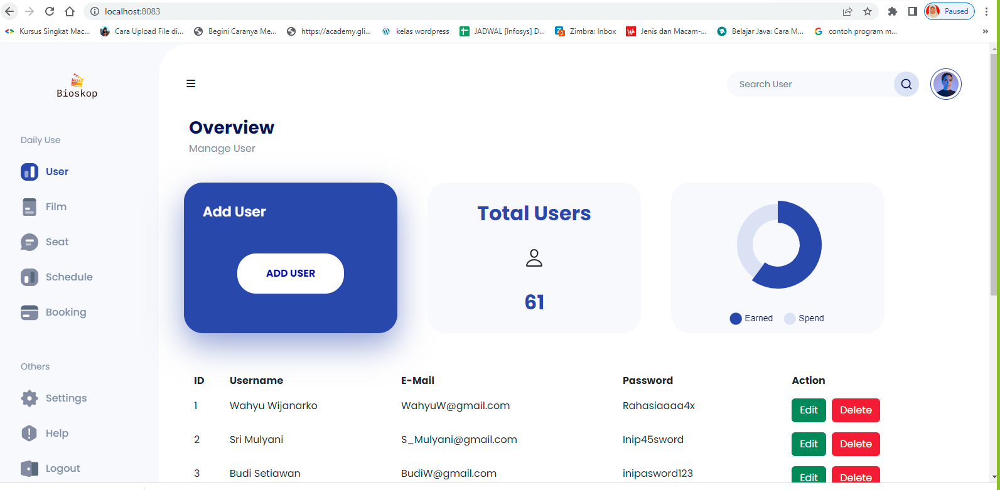 localhost:8083
Paused
Kursus Singkat Mac...
Cara Upload File di...
Begini Caranya Me...
https://academy.gli...
kelas wordpress
JADWAL [Infosys] D...
Zimbra: Inbox
Jenis dan Macam-...
Belajar Java: Cara M...
contoh program m...
»
Bioskop
Search User
Overview
Manage User
Daily Use
User
Film
Seat
Schedule
Booking
Others
Settings
Help
Logout
Add User
ADD USER
Total Users
61
Earned Spend
ID Username E-Mail Password Action
1 Wahyu Wijanarko WahyuW@gmail.com Rahasiaaaa4x Edit Delete
2 Sri Mulyani S_Mulyani@gmail.com Inip45sword Edit Delete
3 Budi Setiawan BudiW@gmail.com inipasword123 Edit Delete